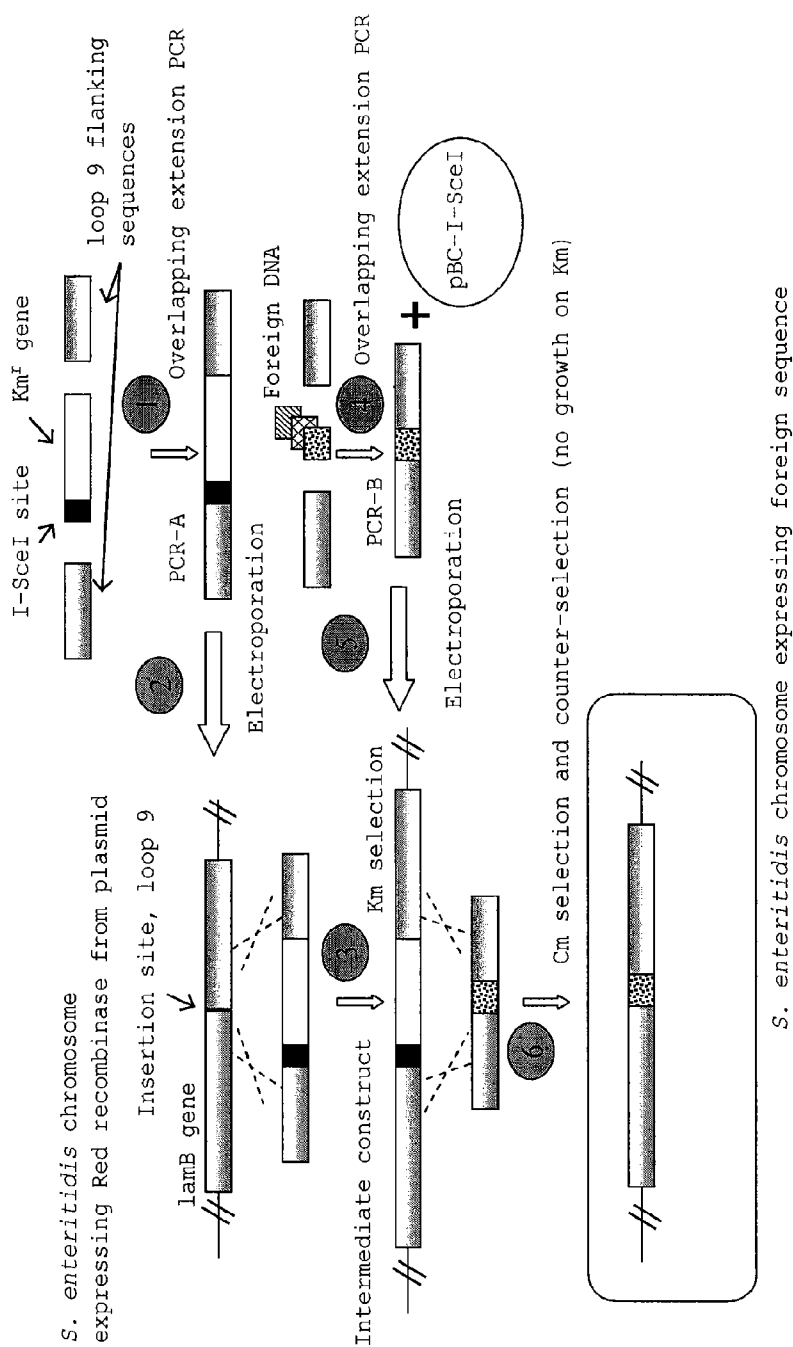 I-SceI site
Kmr gene
loop 9 flanking
sequences
1
Overlapping extension PCR
PCR-A
2
Electroporation
S. enteritidis chromosome
expressing Red recombinase from plasmid
Insertion site, loop 9
lamB gene
3
Km selection
Intermediate construct
Foreign DNA
4
Overlapping extension PCR
PCR-B
+
pBC-I-SceI
5
Electroporation
6
Cm selection and counter-selection (no growth on Km)
S. enteritidis chromosome expressing foreign sequence